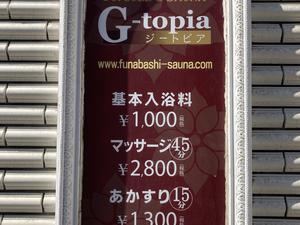 G-topia
ジートピア
www.funabashi-sauna.com
基本入浴料
¥1,000
マッサージ45分
¥2,800
あかすり15分
¥1,300